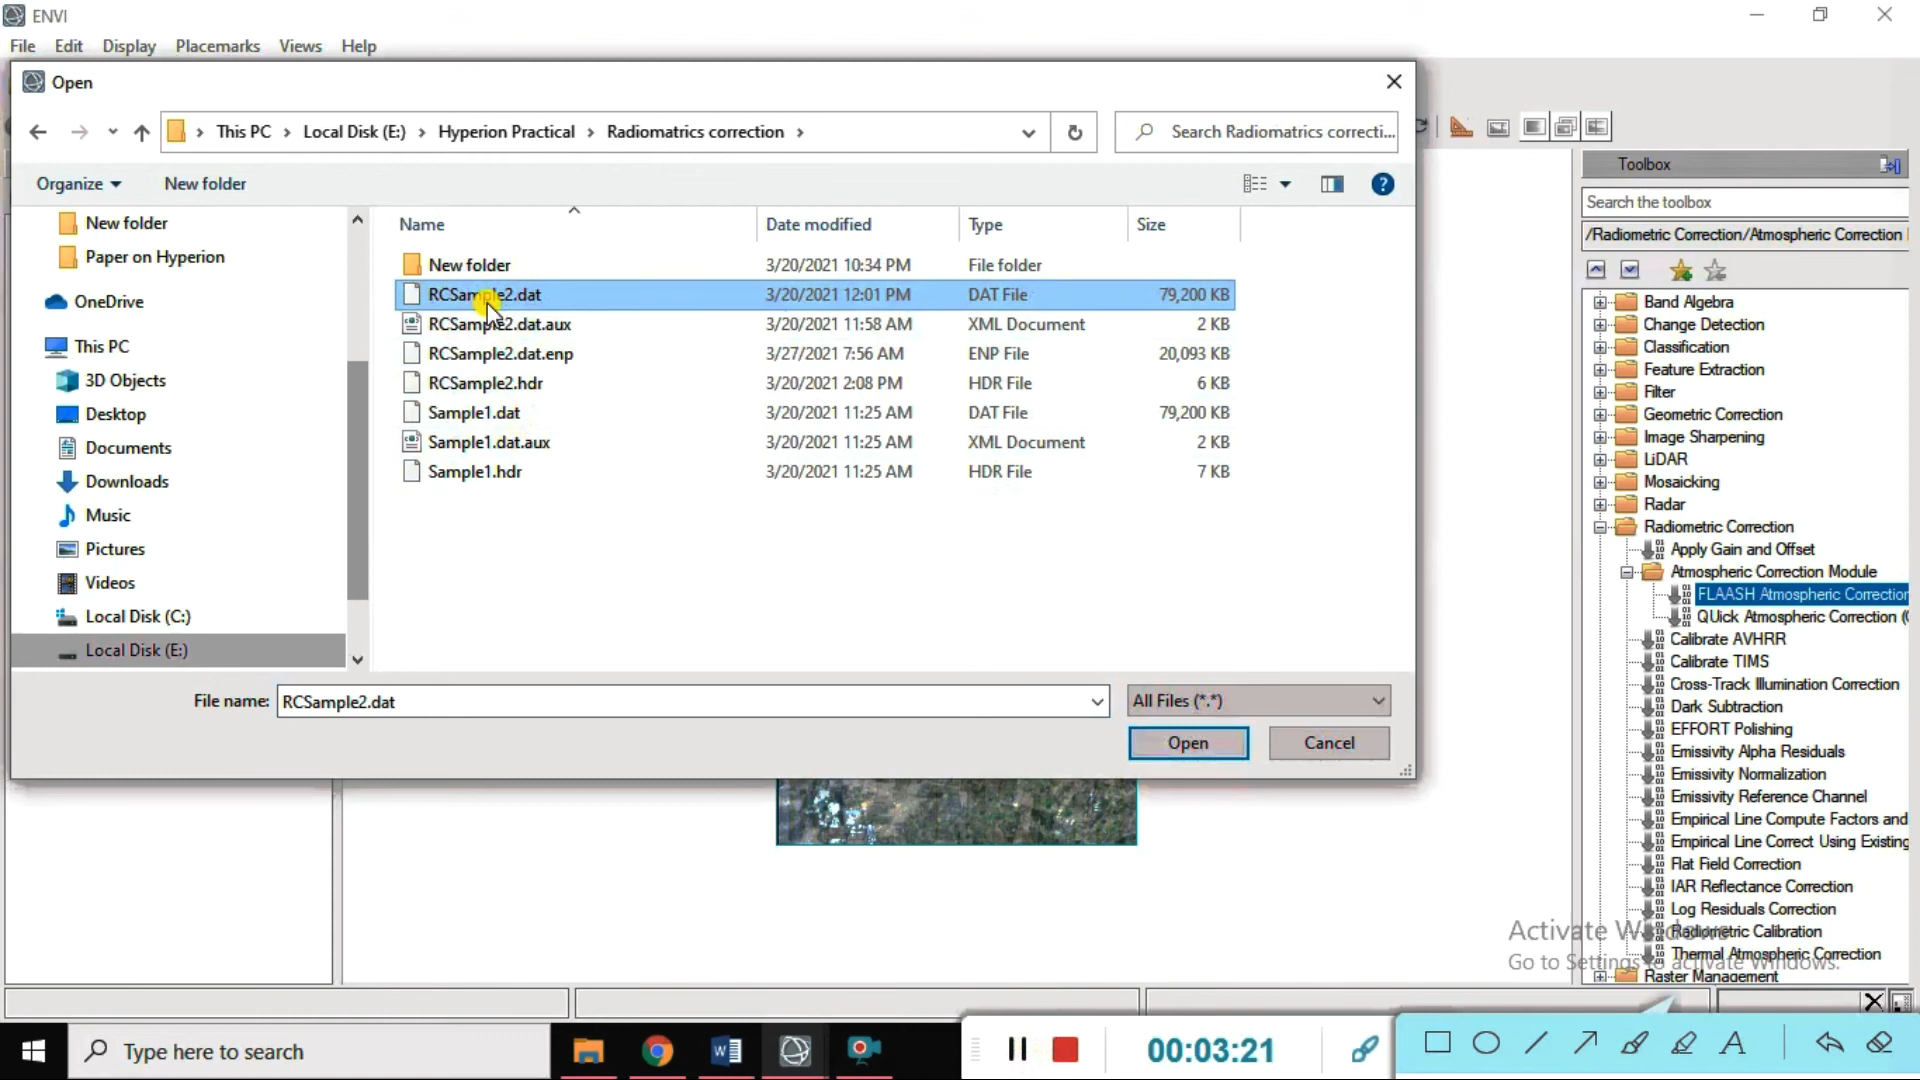 ENVI
File Edit Display Placemarks Views Help
Open
This PC Local Disk (E:) Hyperion Practical Radiomatrics correction
Search Radiomatrics correcti...
Organize New folder
Name Date modified Type Size
New folder 3/20/2021 10:34 PM File folder
RCSample2.dat 3/20/2021 12:01 PM DAT File 79,200 KB
RCSample2.dat.aux 3/20/2021 11:58 AM XML Document 2 KB
RCSample2.dat.enp 3/27/2021 7:56 AM ENP File 20,093 KB
RCSample2.hdr 3/20/2021 2:08 PM HDR File 6 KB
Sample1.dat 3/20/2021 11:25 AM DAT File 79,200 KB
Sample1.dat.aux 3/20/2021 11:25 AM XML Document 2 KB
Sample1.hdr 3/20/2021 11:25 AM HDR File 7 KB
New folder
Paper on Hyperion
OneDrive
This PC
3D Objects
Desktop
Documents
Downloads
Music
Pictures
Videos
Local Disk (C:)
Local Disk (E:)
File name: RCSample2.dat
All Files (*.*)
Open Cancel
Toolbox
Search the toolbox
/Radiometric Correction/Atmospheric Correction
Band Algebra
Change Detection
Classification
Feature Extraction
Filter
Geometric Correction
Image Sharpening
LiDAR
Mosaicking
Radar
Radiometric Correction
Apply Gain and Offset
Atmospheric Correction Module
FLAASH Atmospheric Correction
QUick Atmospheric Correction (
Calibrate AVHRR
Calibrate TIMS
Cross-Track Illumination Correction
Dark Subtraction
EFFORT Polishing
Emissivity Alpha Residuals
Emissivity Normalization
Emissivity Reference Channel
Empirical Line Compute Factors and
Empirical Line Correct Using Existing
Flat Field Correction
IAR Reflectance Correction
Log Residuals Correction
Radiometric Calibration
Thermal Atmospheric Correction
Raster Management
Activate Windows
Go to Settings to activate Windows.
Type here to search
00:03:21
A